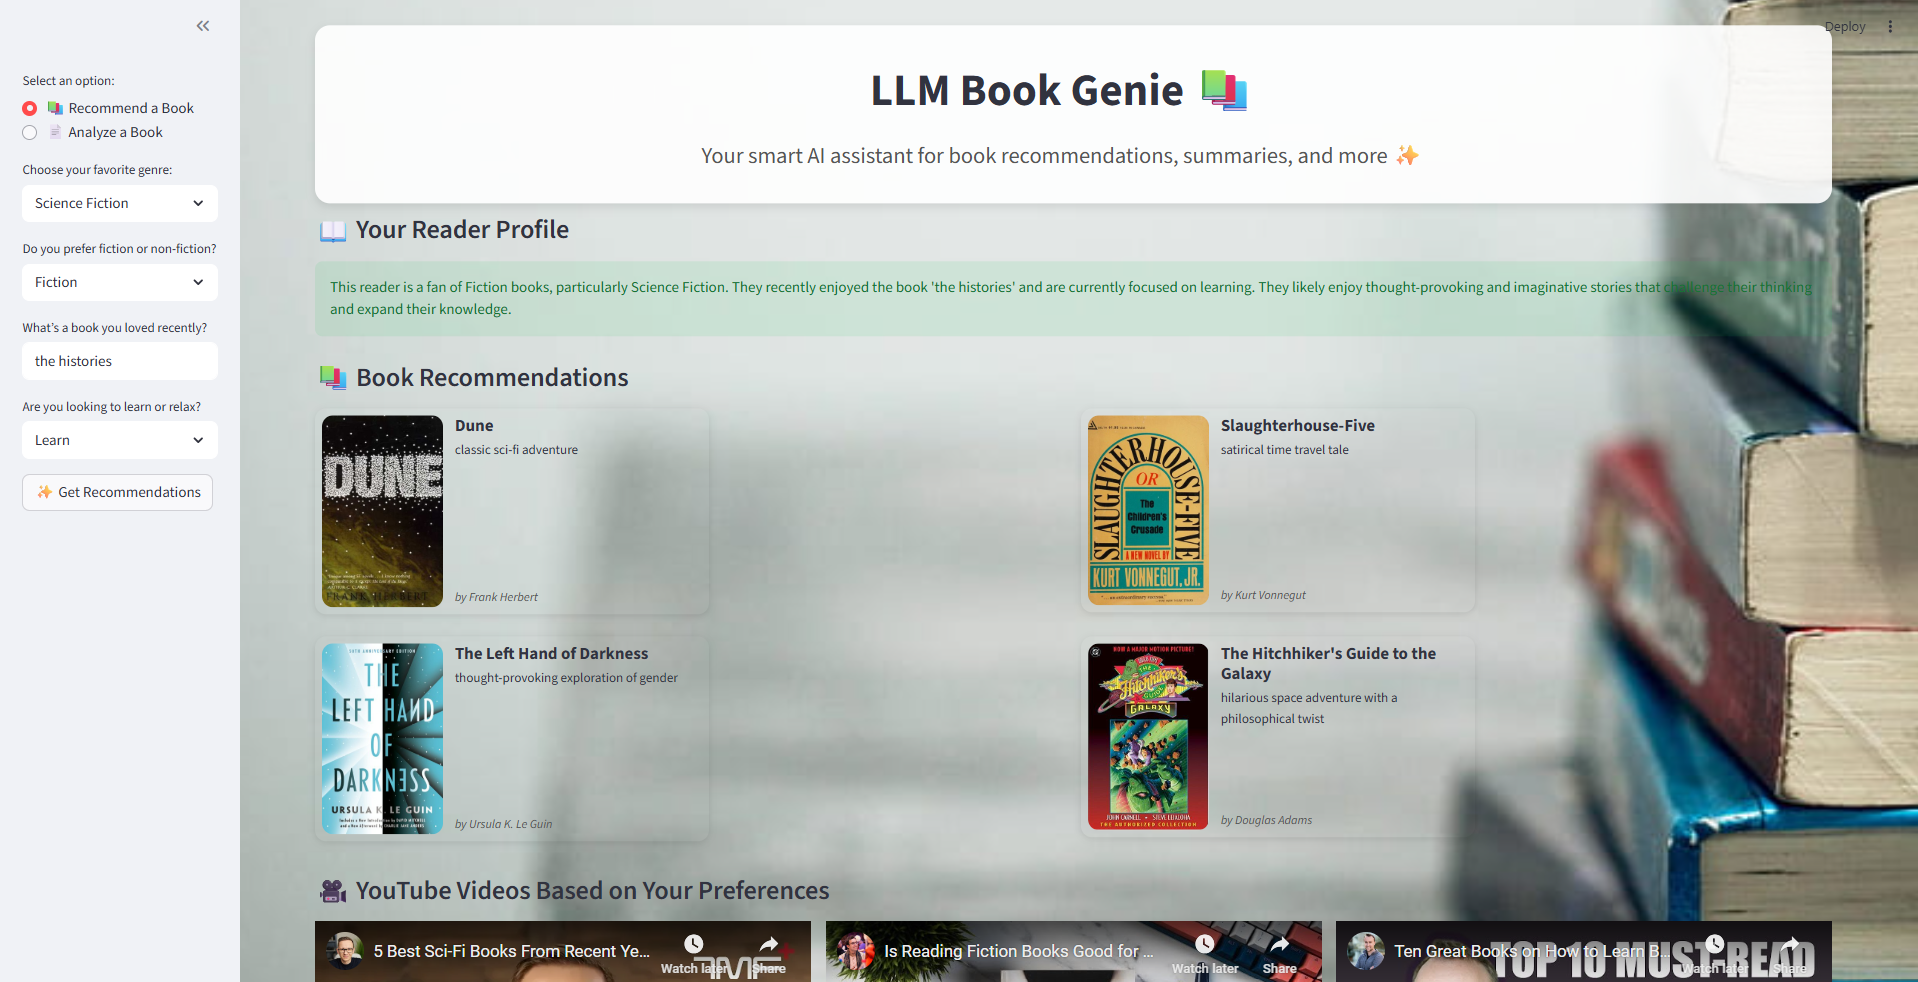 Deploy
Select an option:
Recommend a Book
Analyze a Book
Choose your favorite genre:
Science Fiction
Do you prefer fiction or non-fiction?
Fiction
What's a book you loved recently?
the histories
Are you looking to learn or relax?
Learn
✨ Get Recommendations
LLM Book Genie 📚
Your smart AI assistant for book recommendations, summaries, and more ✨
Your Reader Profile
This reader is a fan of Fiction books, particularly Science Fiction. They recently enjoyed the book 'the histories' and are currently focused on learning. They likely enjoy thought-provoking and imaginative stories that challenge their thinking
and expand their knowledge.
Book Recommendations
DUNE
FRANK HERBERT
Dune
classic sci-fi adventure
by Frank Herbert
SLAUGHTERHOUSE-FIVE
OR
The
Children's
Crusade
A NEW NOVEL BY
KURT VONNEGUT, JR.
Slaughterhouse-Five
satirical time travel tale
by Kurt Vonnegut
THE
LEFT HAND
OF
DARKNESS
URSULA K. LE GUIN
The Left Hand of Darkness
thought-provoking exploration of gender
by Ursula K. Le Guin
NOW A MAJOR MOTION PICTURE!
THE
Hitchhiker's
GUIDE
GALAXY
JOHN CARNELL • STEVE LEIALOHA
THE AUTHORIZED COLLECTION
The Hitchhiker's Guide to the
Galaxy
hilarious space adventure with a
philosophical twist
by Douglas Adams
YouTube Videos Based on Your Preferences
5 Best Sci-Fi Books From Recent Ye...
Watch later
Share
Is Reading Fiction Books Good for ...
Watch later
Share
Ten Great Books on How to Learn B...
Watch later
Share
TOP 10 MUST-READ